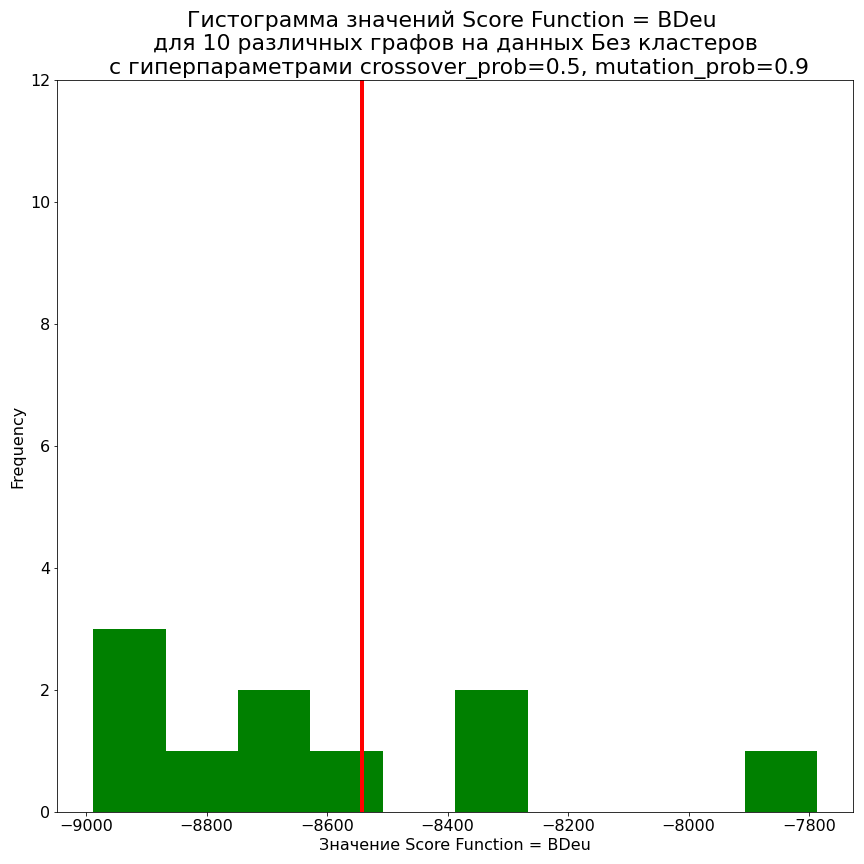 Гистограмма значений Score Function = BDeu
для 10 различных графов на данных Без кластеров
с гиперпараметрами crossover_prob=0.5, mutation_prob=0.9
12
10
8
6
4
2
0
Frequency
−9000 −8800 −8600 −8400 −8200 −8000 −7800
Значение Score Function = BDeu